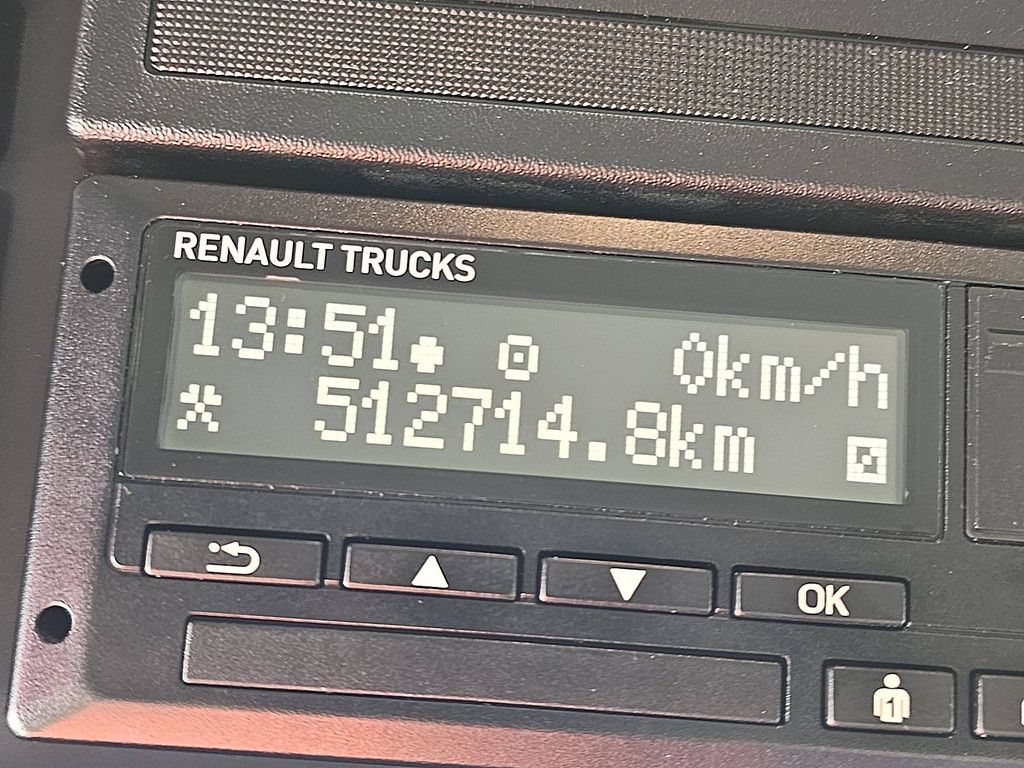 RENAULT TRUCKS
13:51 0km/h
512714.8km
OK
1